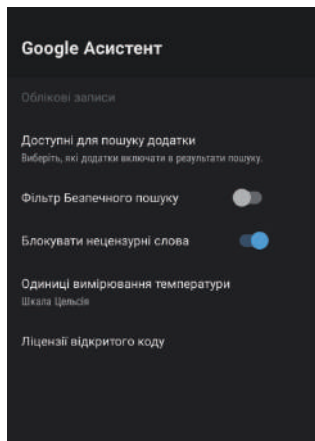 Google Асистент
Облікові записи
Доступні для пошуку додатки
Виберіть, які додатки включати в результати пошуку.
Фільтр Безпечного пошуку
Блокувати нецензурні слова
Одиниці вимірювання температури
Шкала Цельсія
Ліцензії відкритого коду